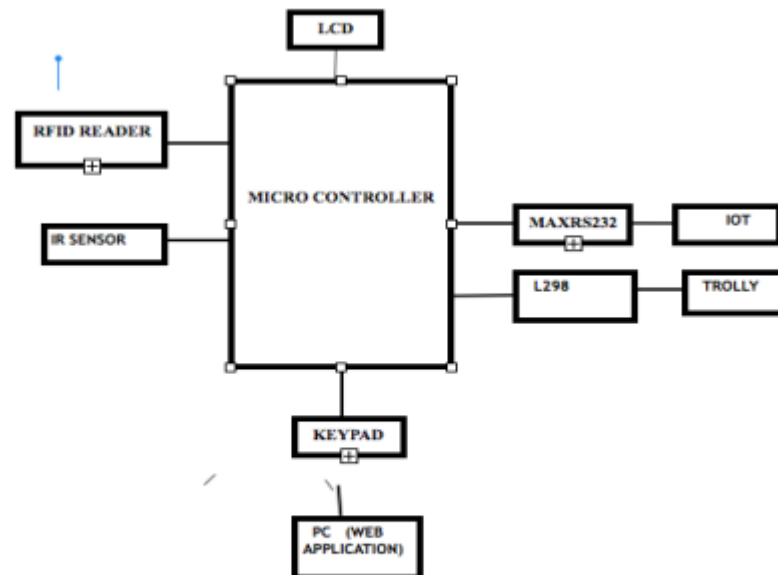 LCD
RFID READER
MICRO CONTROLLER
IR SENSOR
MAXRS232
IOT
L298
TROLLY
KEYPAD
PC (WEB
APPLICATION)